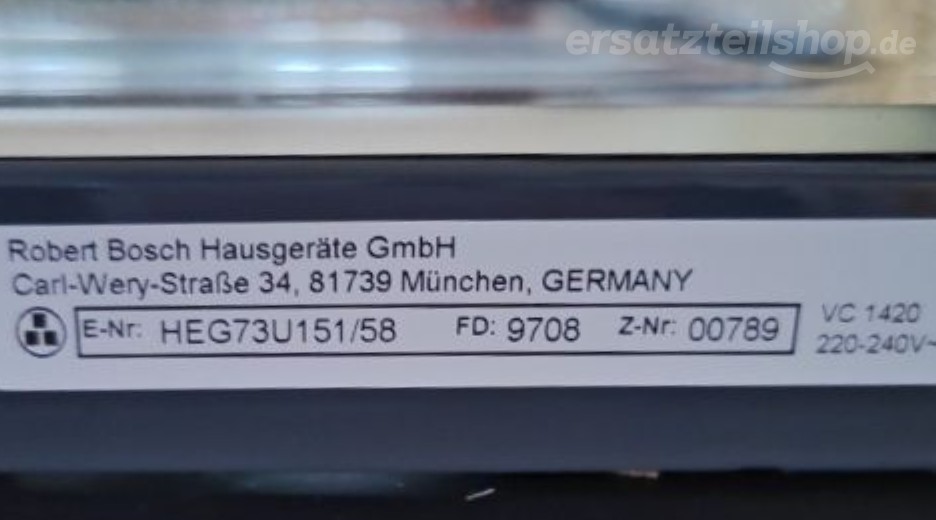 ersatzteilshop.de
Robert Bosch Hausgeräte GmbH
Carl-Wery-Straße 34, 81739 München, GERMANY
E-Nr: HEG73U151/58 FD: 9708 Z-Nr: 00789
VC 1420
220-240V~